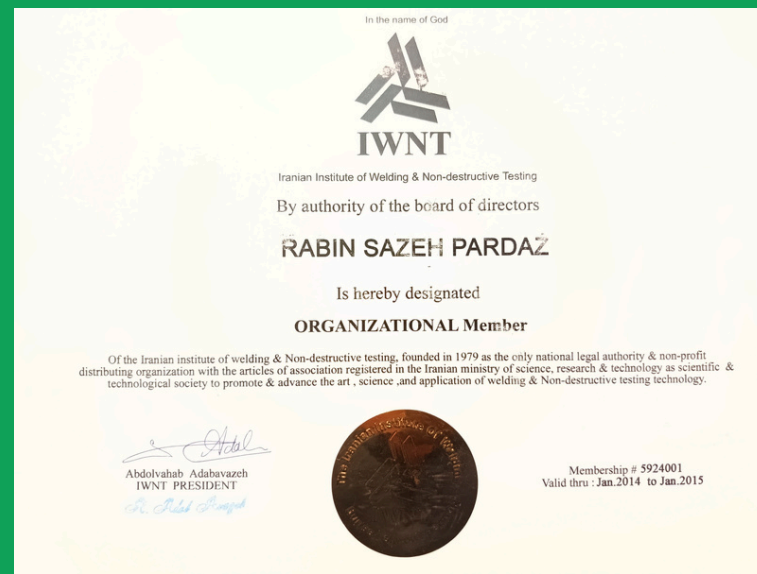 In the name of God
IWNT
Iranian Institute of Welding & Non-destructive Testing
By authority of the board of directors
RABIN SAZEH PARDAZ
Is hereby designated
ORGANIZATIONAL Member
Of the Iranian institute of welding & Non-destructive testing, founded in 1979 as the only national legal authority & non-profit
distributing organization with the articles of association registered in the Iranian ministry of science, research & technology as scientific &
technological society to promote & advance the art , science ,and application of welding & Non-destructive testing technology.
Abdolvahab Adabavazeh
IWNT PRESIDENT
The Iranian Institute of
Membership # 5924001
Valid thru : Jan.2014 to Jan.2015